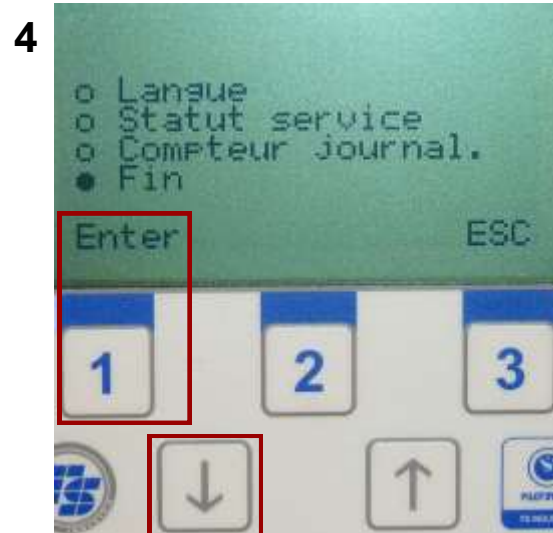 4
o Langue
o Statut service
o Compteur journal.
● Fin
Enter ESC
1 2 3